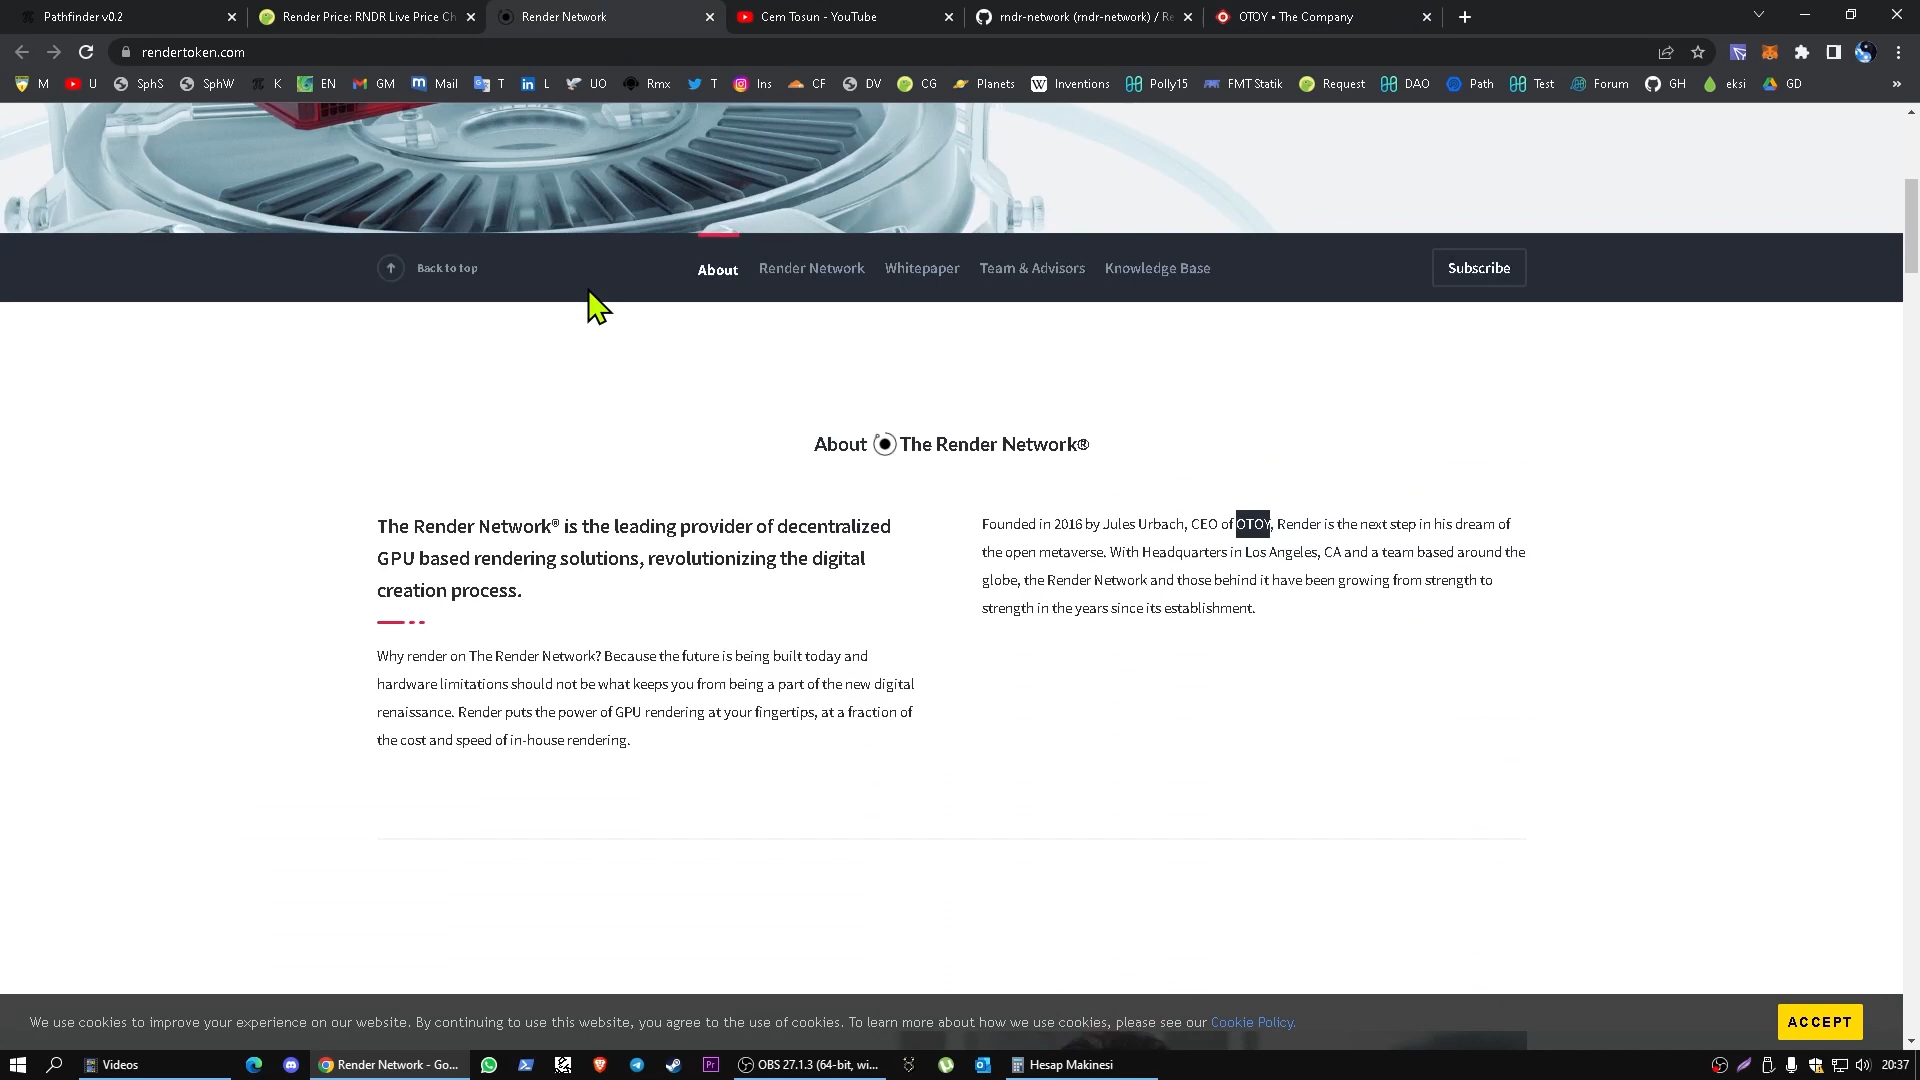 Pathfinder v0.2
Render Price: RNDR Live Price Ch
Render Network
Cem Tosun - YouTube
rndr-network (rndr-network) / Re
OTOY • The Company
rendertoken.com
M
U
SphS
SphW
K
EN
GM
Mail
T
L
UO
Rmx
T
Ins
CF
DV
CG
Planets
Inventions
Polly15
FMT Statik
Request
DAO
Path
Test
Forum
GH
eksi
GD
»
Back to top
About
Render Network
Whitepaper
Team & Advisors
Knowledge Base
Subscribe
About The Render Network®
The Render Network® is the leading provider of decentralized
GPU based rendering solutions, revolutionizing the digital
creation process.
Why render on The Render Network? Because the future is being built today and
hardware limitations should not be what keeps you from being a part of the new digital
renaissance. Render puts the power of GPU rendering at your fingertips, at a fraction of
the cost and speed of in-house rendering.
Founded in 2016 by Jules Urbach, CEO of OTOY, Render is the next step in his dream of
the open metaverse. With Headquarters in Los Angeles, CA and a team based around the
globe, the Render Network and those behind it have been growing from strength to
strength in the years since its establishment.
We use cookies to improve your experience on our website. By continuing to use this website, you agree to the use of cookies. To learn more about how we use cookies, please see our Cookie Policy.
ACCEPT
Videos
Render Network - Go...
Pr
OBS 27.1.3 (64-bit, wi...
Hesap Makinesi
20:37